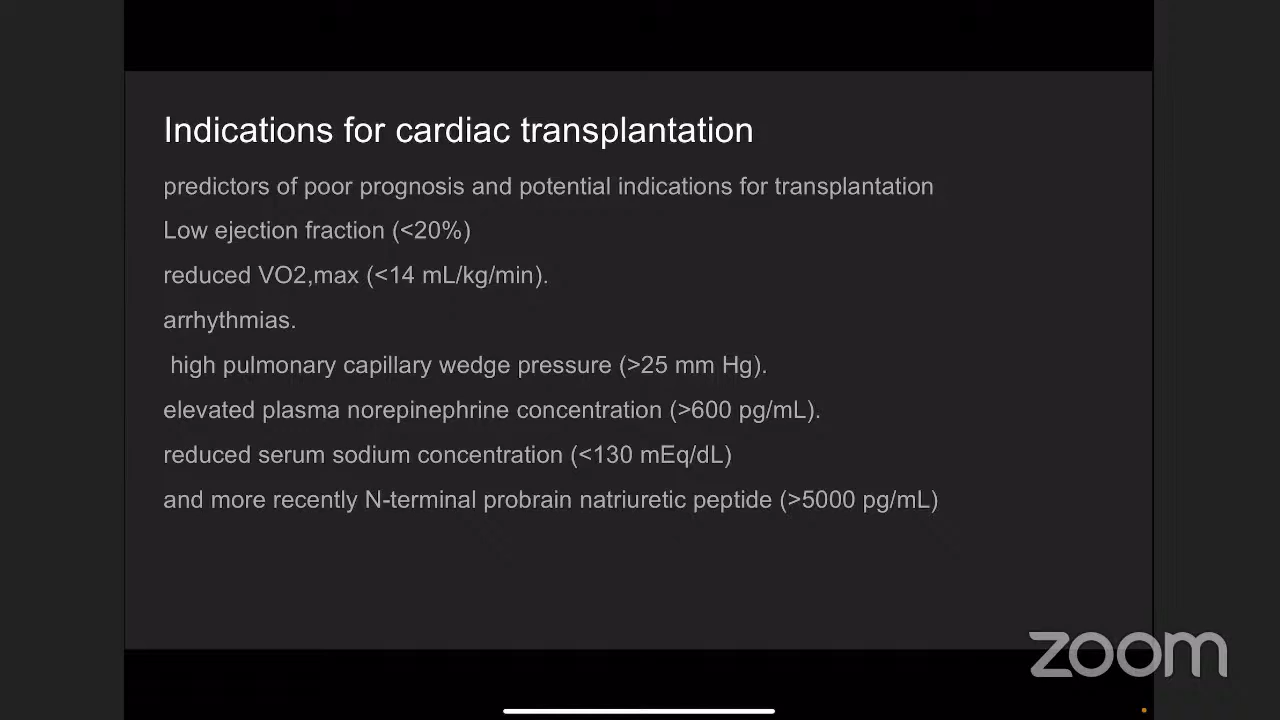 Indications for cardiac transplantation
predictors of poor prognosis and potential indications for transplantation
Low ejection fraction (<20%)
reduced VO2,max (<14 mL/kg/min).
arrhythmias.
high pulmonary capillary wedge pressure (>25 mm Hg).
elevated plasma norepinephrine concentration (>600 pg/mL).
reduced serum sodium concentration (<130 mEq/dL)
and more recently N-terminal probrain natriuretic peptide (>5000 pg/mL)
zoom